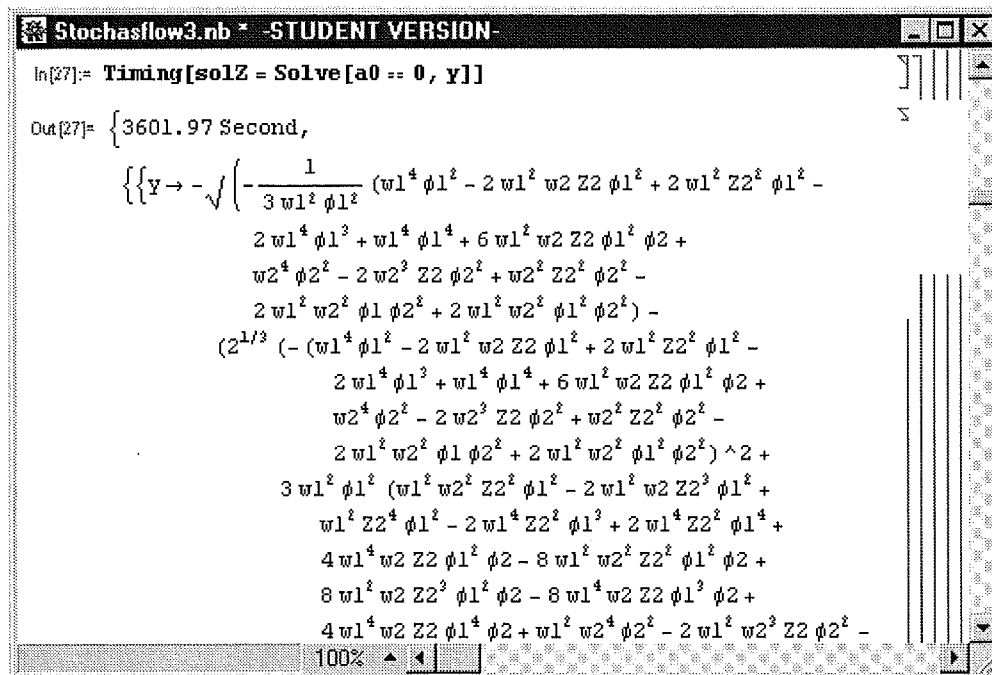 Stochasflow3.nb * -STUDENT VERSION-
In[27]:= Timing[solZ = Solve[a0 == 0, y]]
Out[27]= {3601.97 Second,
{{y → -√(-1/(3 w1² ϕ1²) (w1⁴ ϕ1² - 2 w1² w2 Z2 ϕ1² + 2 w1² Z2² ϕ1² -
2 w1⁴ ϕ1³ + w1⁴ ϕ1⁴ + 6 w1² w2 Z2 ϕ1² ϕ2 +
w2⁴ ϕ2² - 2 w2³ Z2 ϕ2² + w2² Z2² ϕ2² -
2 w1² w2² ϕ1 ϕ2² + 2 w1² w2² ϕ1² ϕ2²) -
(2^1/3 (- (w1⁴ ϕ1² - 2 w1² w2 Z2 ϕ1² + 2 w1² Z2² ϕ1² -
2 w1⁴ ϕ1³ + w1⁴ ϕ1⁴ + 6 w1² w2 Z2 ϕ1² ϕ2 +
w2⁴ ϕ2² - 2 w2³ Z2 ϕ2² + w2² Z2² ϕ2² -
2 w1² w2² ϕ1 ϕ2² + 2 w1² w2² ϕ1² ϕ2²) ^2 +
3 w1² ϕ1² (w1² w2² Z2² ϕ1² - 2 w1² w2 Z2³ ϕ1² +
w1² Z2⁴ ϕ1² - 2 w1⁴ Z2² ϕ1³ + 2 w1⁴ Z2² ϕ1⁴ +
4 w1⁴ w2 Z2 ϕ1² ϕ2 - 8 w1² w2² Z2² ϕ1² ϕ2 +
8 w1² w2 Z2³ ϕ1² ϕ2 - 8 w1⁴ w2 Z2 ϕ1³ ϕ2 +
4 w1⁴ w2 Z2 ϕ1⁴ ϕ2 + w1² w2⁴ ϕ2² - 2 w1² w2³ Z2 ϕ2² -
100%